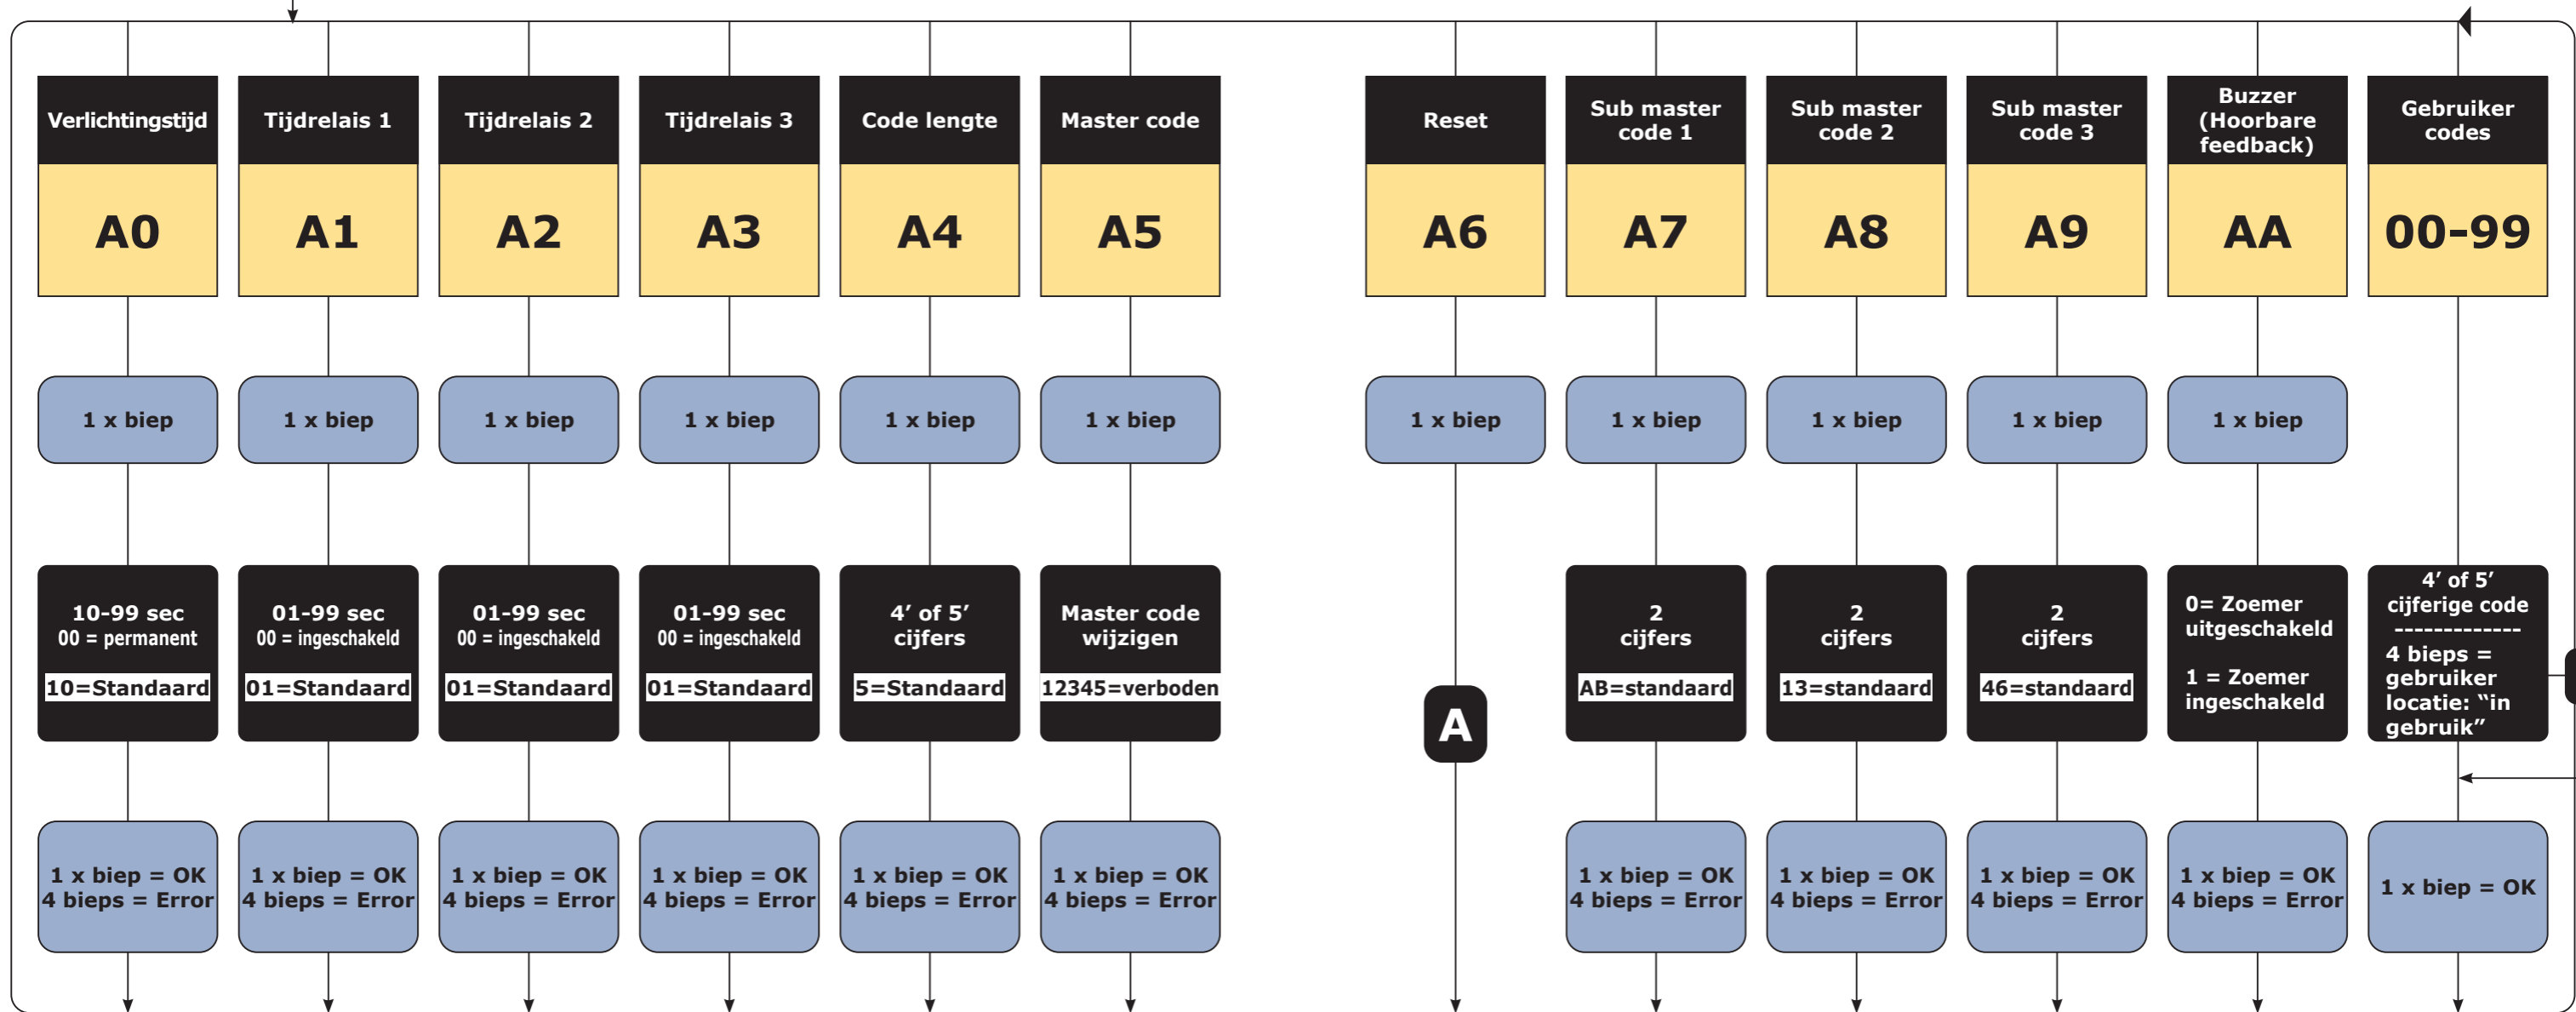 Verlichtingstijd
A0
1 x biep
10-99 sec
00 = permanent
10=Standaard
1 x biep = OK
4 bieps = Error
Tijdrelais 1
A1
1 x biep
01-99 sec
00 = ingeschakeld
01=Standaard
1 x biep = OK
4 bieps = Error
Tijdrelais 2
A2
1 x biep
01-99 sec
00 = ingeschakeld
01=Standaard
1 x biep = OK
4 bieps = Error
Tijdrelais 3
A3
1 x biep
01-99 sec
00 = ingeschakeld
01=Standaard
1 x biep = OK
4 bieps = Error
Code lengte
A4
1 x biep
4’ of 5’
cijfers
5=Standaard
1 x biep = OK
4 bieps = Error
Master code
A5
1 x biep
Master code
wijzigen
12345=verboden
1 x biep = OK
4 bieps = Error
Reset
A6
1 x biep
A
Sub master
code 1
A7
1 x biep
2
cijfers
AB=standaard
1 x biep = OK
4 bieps = Error
Sub master
code 2
A8
1 x biep
2
cijfers
13=standaard
1 x biep = OK
4 bieps = Error
Sub master
code 3
A9
1 x biep
2
cijfers
46=standaard
1 x biep = OK
4 bieps = Error
Buzzer
(Hoorbare
feedback)
AA
1 x biep
0= Zoemer
uitgeschakeld
1 = Zoemer
ingeschakeld
1 x biep = OK
4 bieps = Error
Gebruiker
codes
00-99
4’ of 5’
cijferige code
-------------
4 bieps =
gebruiker
locatie: “in
gebruik”
1 x biep = OK